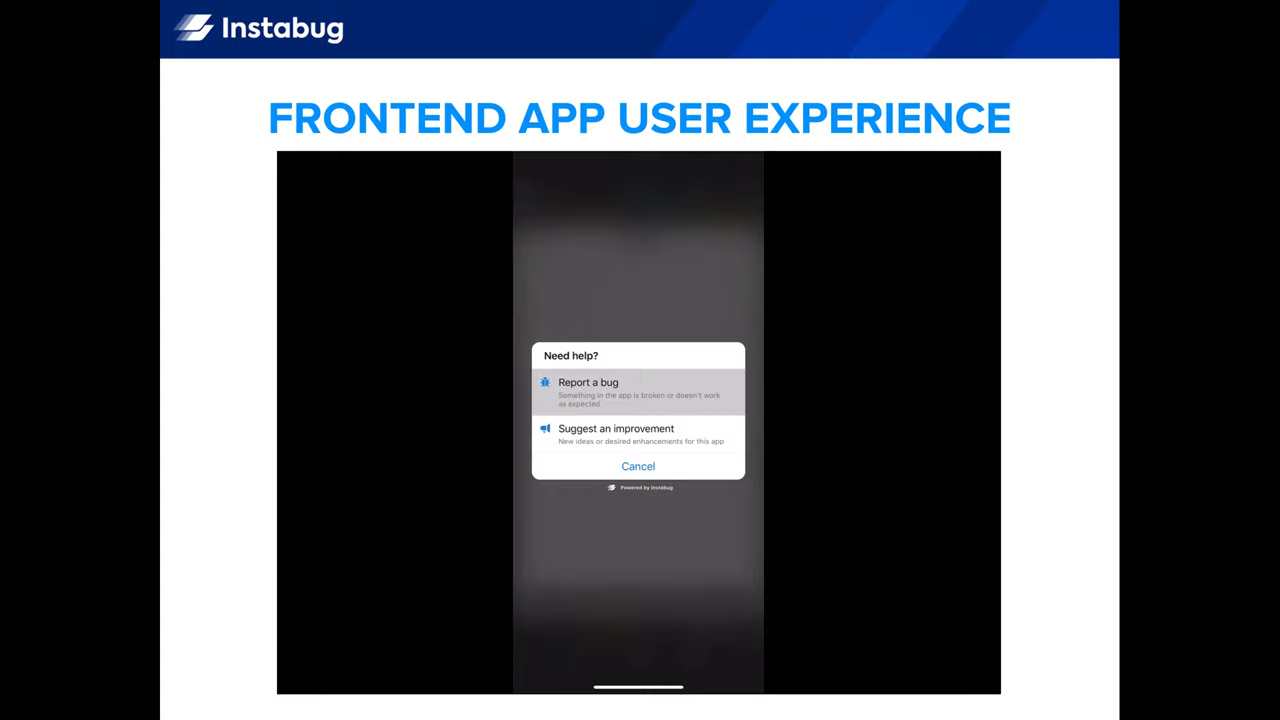 Instabug
FRONTEND APP USER EXPERIENCE
Need help?
Report a bug
Something in the app is broken or doesn't work
as expected
Suggest an improvement
New ideas or desired enhancements for this app
Cancel
Powered by Instabug